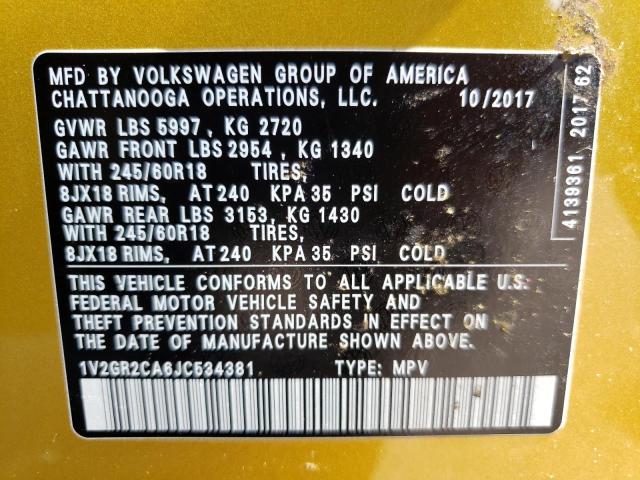 MFD BY VOLKSWAGEN GROUP OF AMERICA
CHATTANOOGA OPERATIONS, LLC. 10/2017
GVWR LBS 5997, KG 2720
GAWR FRONT LBS 2954, KG 1340
WITH 245/60R18 TIRES,
8JX18 RIMS, AT 240 KPA 35 PSI COLD
GAWR REAR LBS 3153, KG 1430
WITH 245/60R18 TIRES,
8JX18 RIMS, AT 240 KPA 35 PSI COLD
THIS VEHICLE CONFORMS TO ALL APPLICABLE U.S.
FEDERAL MOTOR VEHICLE SAFETY AND
THEFT PREVENTION STANDARDS IN EFFECT ON
THE DATE OF MANUFACTURE SHOWN ABOVE.
1V2GR2CA6JC534381 TYPE: MPV
4139361 2017 62